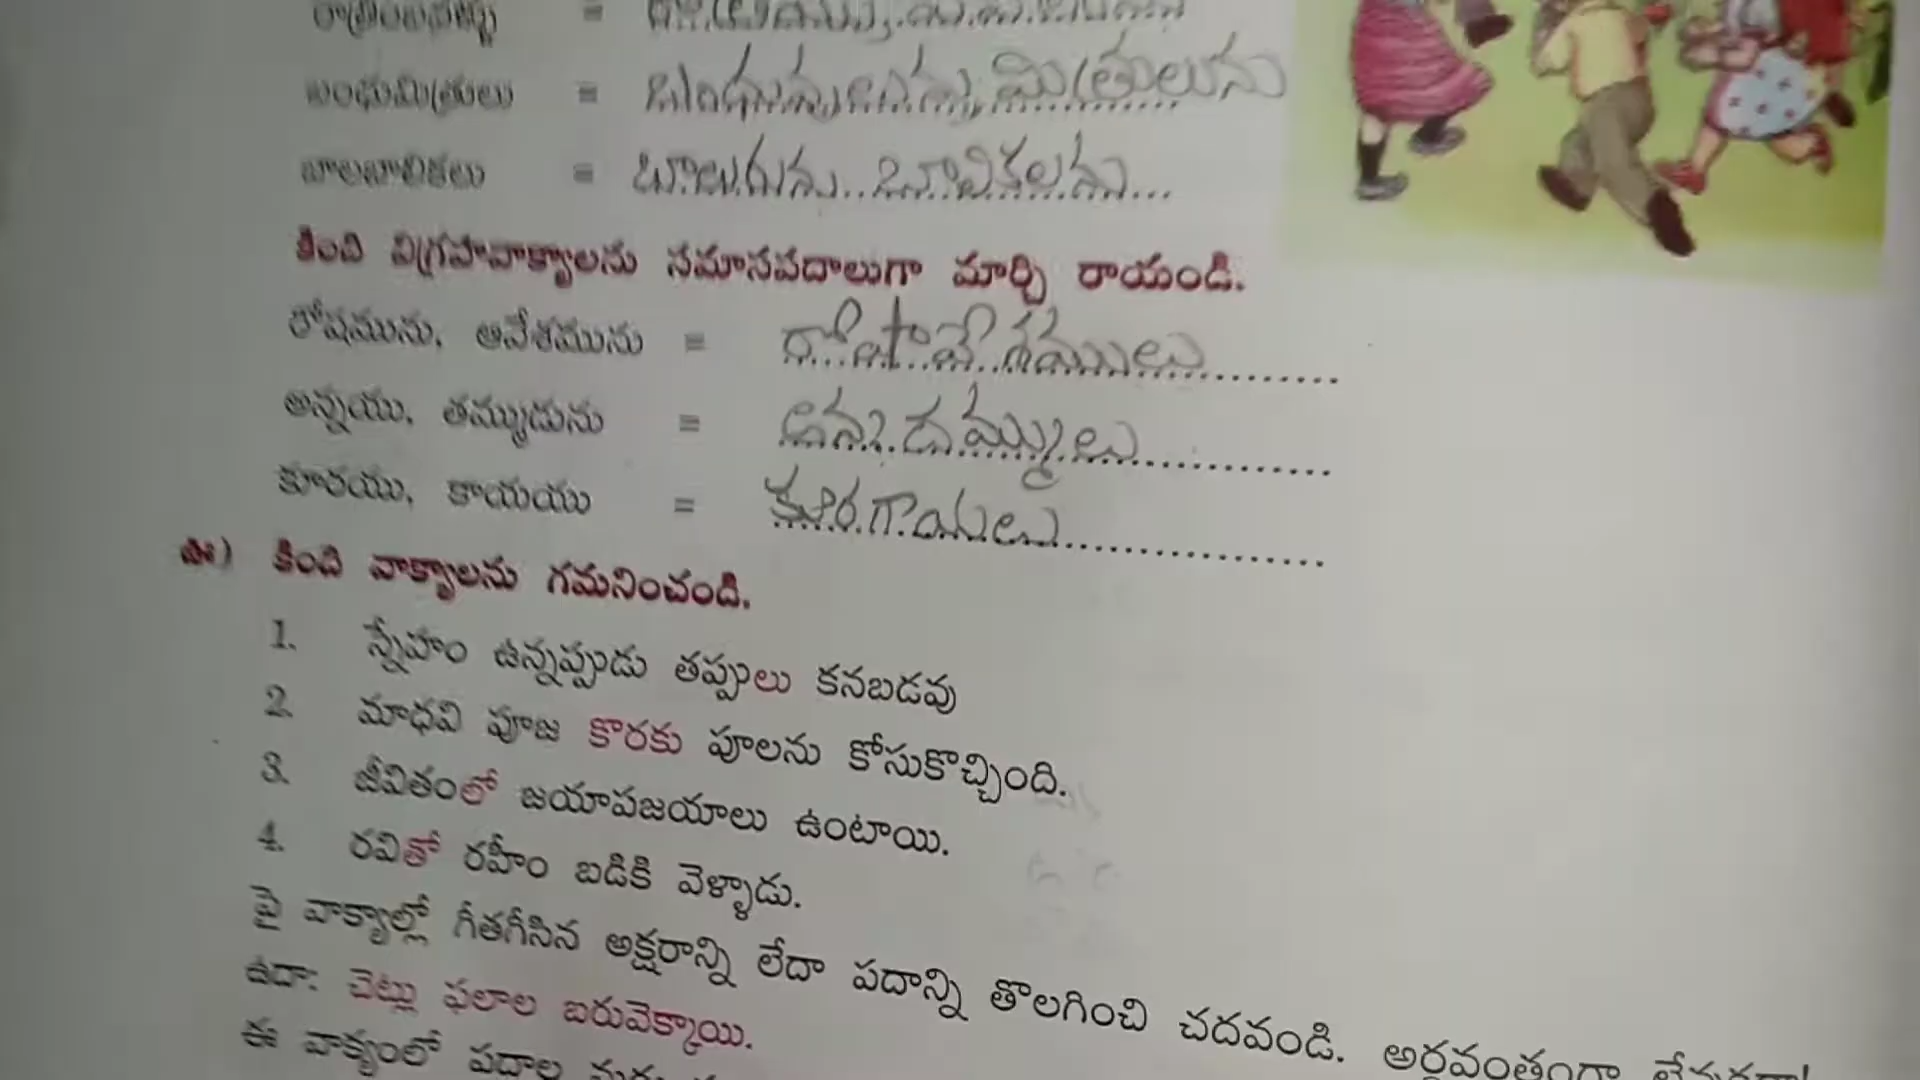 బంధుమిత్రులు = బంధువులును, మిత్రులును
బాలబాలికలు = బాలురును.. బాలికలను...
కింది విగ్రహవాక్యాలను సమాసపదాలుగా మార్చి రాయండి.
రోషమును, ఆవేశమును = రోషావేశములు
అన్నయు, తమ్ముడును = అన్నదమ్ములు
కూరయు, కాయయు = కూరగాయలు
ఈ) కింది వాక్యాలను గమనించండి.
1. స్నేహం ఉన్నప్పుడు తప్పులు కనబడవు
2. మాధవి పూజ కొరకు పూలను కోసుకొచ్చింది.
3. జీవితంలో జయాపజయాలు ఉంటాయి.
4. రవితో రహీం బడికి వెళ్ళాడు.
పై వాక్యాల్లో గీతగీసిన అక్షరాన్ని లేదా పదాన్ని తొలగించి చదవండి. అర్థవంతంగా
ఉదా: చెట్లు ఫలాల బరువెక్కాయి.
ఈ వాక్యంలో పదాల